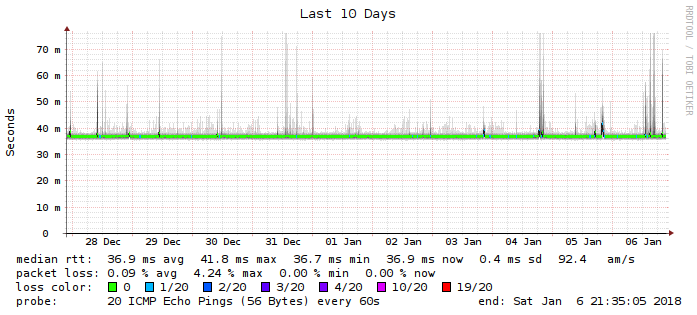 Last 10 Days
RRDTOOL / TOBI OETIKER
Seconds
70 m
60 m
50 m
40 m
30 m
20 m
10 m
0
28 Dec 29 Dec 30 Dec 31 Dec 01 Jan 02 Jan 03 Jan 04 Jan 05 Jan 06 Jan
median rtt: 36.9 ms avg 41.8 ms max 36.7 ms min 36.9 ms now 0.4 ms sd 92.4 am/s
packet loss: 0.09 % avg 4.24 % max 0.00 % min 0.00 % now
loss color: 0 1/20 2/20 3/20 4/20 10/20 19/20
probe: 20 ICMP Echo Pings (56 Bytes) every 60s end: Sat Jan 6 21:35:05 2018